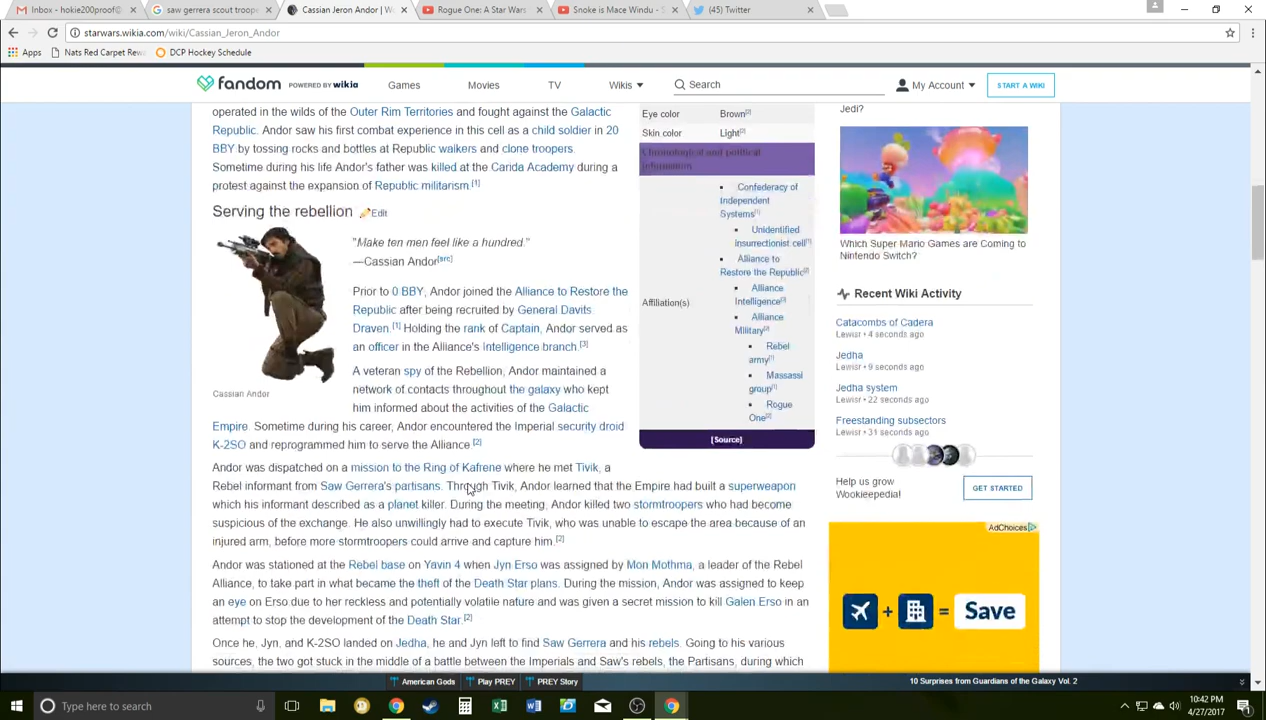 Inbox - hokie200proof@
saw gerrera scout troope
Cassian Jeron Andor | W
Rogue One: A Star Wars
Snoke is Mace Windu - S
(45) Twitter
starwars.wikia.com/wiki/Cassian_Jeron_Andor
Apps
Nats Red Carpet Rew
DCP Hockey Schedule
fandom
POWERED BY wikia
Games
Movies
TV
Wikis
Search
My Account
START A WIKI
operated in the wilds of the Outer Rim Territories and fought against the Galactic
Republic. Andor saw his first combat experience in this cell as a child soldier in 20
BBY by tossing rocks and bottles at Republic walkers and clone troopers.
Sometime during his life Andor's father was killed at the Carida Academy during a
protest against the expansion of Republic militarism.[1]
Serving the rebellion
Edit
"Make ten men feel like a hundred."
―Cassian Andor[src]
Prior to 0 BBY, Andor joined the Alliance to Restore the
Republic after being recruited by General Davits
Draven.[1] Holding the rank of Captain, Andor served as
an officer in the Alliance's Intelligence branch.[3]
A veteran spy of the Rebellion, Andor maintained a
network of contacts throughout the galaxy who kept
him informed about the activities of the Galactic
Cassian Andor
Empire. Sometime during his career, Andor encountered the Imperial security droid
K-2SO and reprogrammed him to serve the Alliance.[2]
Andor was dispatched on a mission to the Ring of Kafrene where he met Tivik, a
Rebel informant from Saw Gerrera's partisans. Through Tivik, Andor learned that the Empire had built a superweapon
which his informant described as a planet killer. During the meeting, Andor killed two stormtroopers who had become
suspicious of the exchange. He also unwillingly had to execute Tivik, who was unable to escape the area because of an
injured arm, before more stormtroopers could arrive and capture him.[2]
Andor was stationed at the Rebel base on Yavin 4 when Jyn Erso was assigned by Mon Mothma, a leader of the Rebel
Alliance, to take part in what became the theft of the Death Star plans. During the mission, Andor was assigned to keep
an eye on Erso due to her reckless and potentially volatile nature and was given a secret mission to kill Galen Erso in an
attempt to stop the development of the Death Star.[2]
Once he, Jyn, and K-2SO landed on Jedha, he and Jyn left to find Saw Gerrera and his rebels. Going to his various
sources, the two got stuck in the middle of a battle between the Imperials and Saw's rebels, the Partisans, during which
Eye color
Brown[2]
Skin color
Light[2]
Chronological and political
information
Affiliation(s)
Confederacy of
Independent
Systems[1]
Unidentified
insurrectionist cell[1]
Alliance to
Restore the Republic[2]
Alliance
Intelligence[3]
Alliance
Military[2]
Rebel
army[1]
Massassi
group[1]
Rogue
One[2]
[Source]
Jedi?
Which Super Mario Games are Coming to
Nintendo Switch?
Recent Wiki Activity
Catacombs of Cadera
Lewisr • 4 seconds ago
Jedha
Lewisr • 9 seconds ago
Jedha system
Lewisr • 22 seconds ago
Freestanding subsectors
Lewisr • 31 seconds ago
Help us grow
Wookieepedia!
GET STARTED
AdChoices
+
=
Save
American Gods
Play PREY
PREY Story
10 Surprises from Guardians of the Galaxy Vol. 2
Type here to search
10:42 PM
4/27/2017